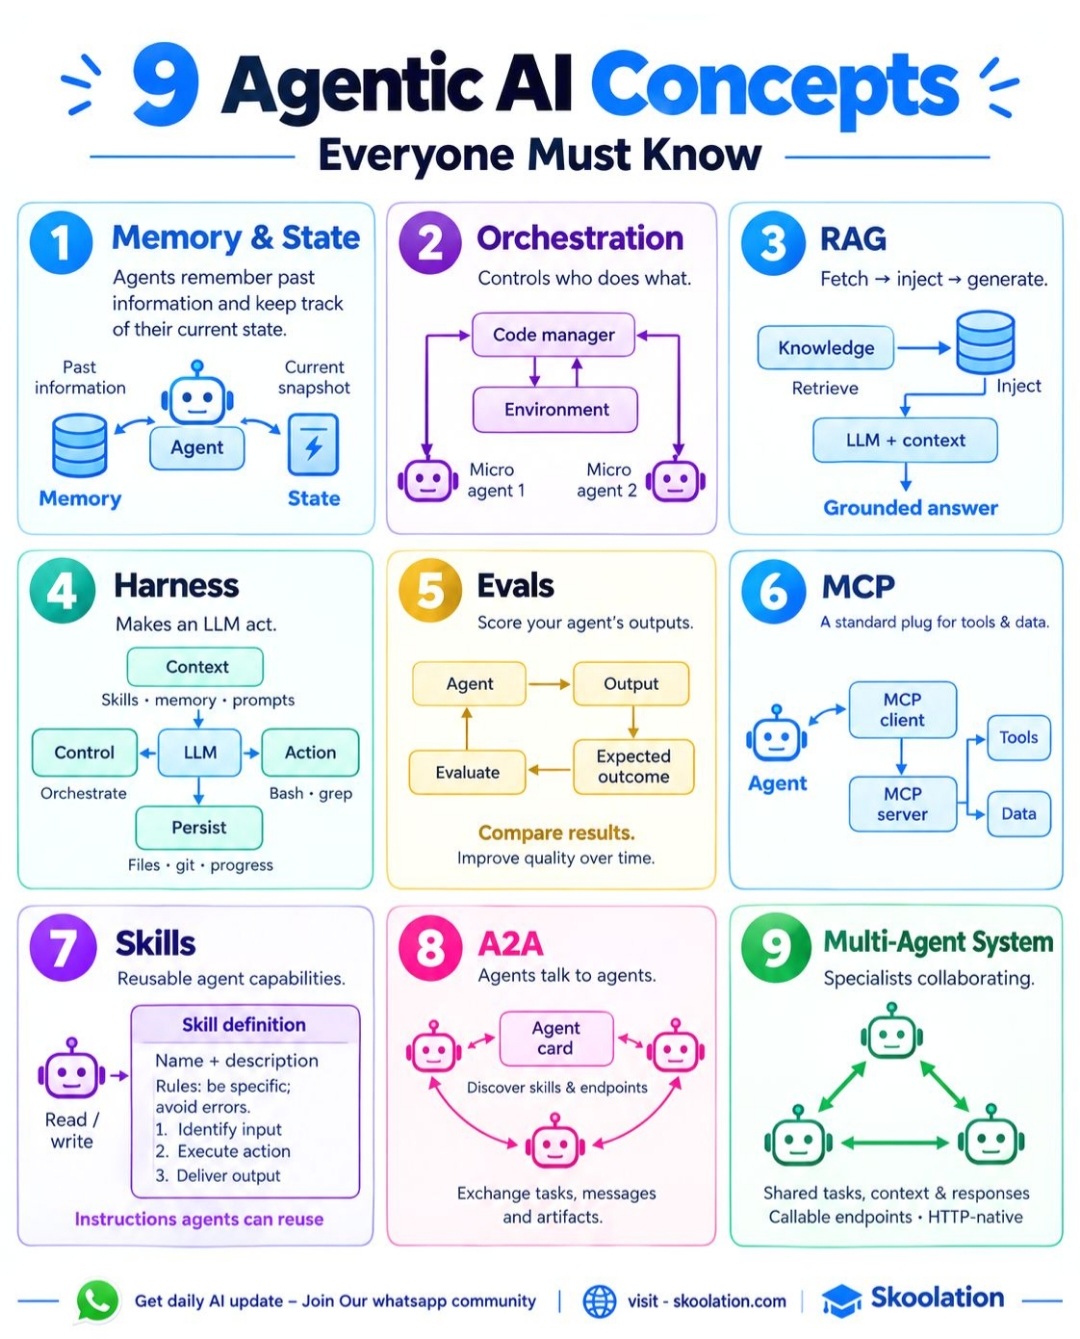 9 Agentic AI Concepts
Everyone Must Know
1
Memory & State
Agents remember past
information and keep track
of their current state.
Past
information
Current
snapshot
Agent
Memory
State
2
Orchestration
Controls who does what.
Code manager
Environment
Micro
agent 1
Micro
agent 2
3
RAG
Fetch → inject → generate.
Knowledge
Retrieve
Inject
LLM + context
Grounded answer
4
Harness
Makes an LLM act.
Context
Skills • memory • prompts
Control
LLM
Action
Orchestrate
Bash • grep
Persist
Files • git • progress
5
Evals
Score your agent's outputs.
Agent
Output
Evaluate
Expected
outcome
Compare results.
Improve quality over time.
6
MCP
A standard plug for tools & data.
Agent
MCP
client
MCP
server
Tools
Data
7
Skills
Reusable agent capabilities.
Read /
write
Skill definition
Name + description
Rules: be specific;
avoid errors.
1. Identify input
2. Execute action
3. Deliver output
Instructions agents can reuse
8
A2A
Agents talk to agents.
Agent
card
Discover skills & endpoints
Exchange tasks, messages
and artifacts.
9
Multi-Agent System
Specialists collaborating.
Shared tasks, context & responses
Callable endpoints • HTTP-native
Get daily AI update – Join Our whatsapp community
visit - skoolation.com
Skoolation